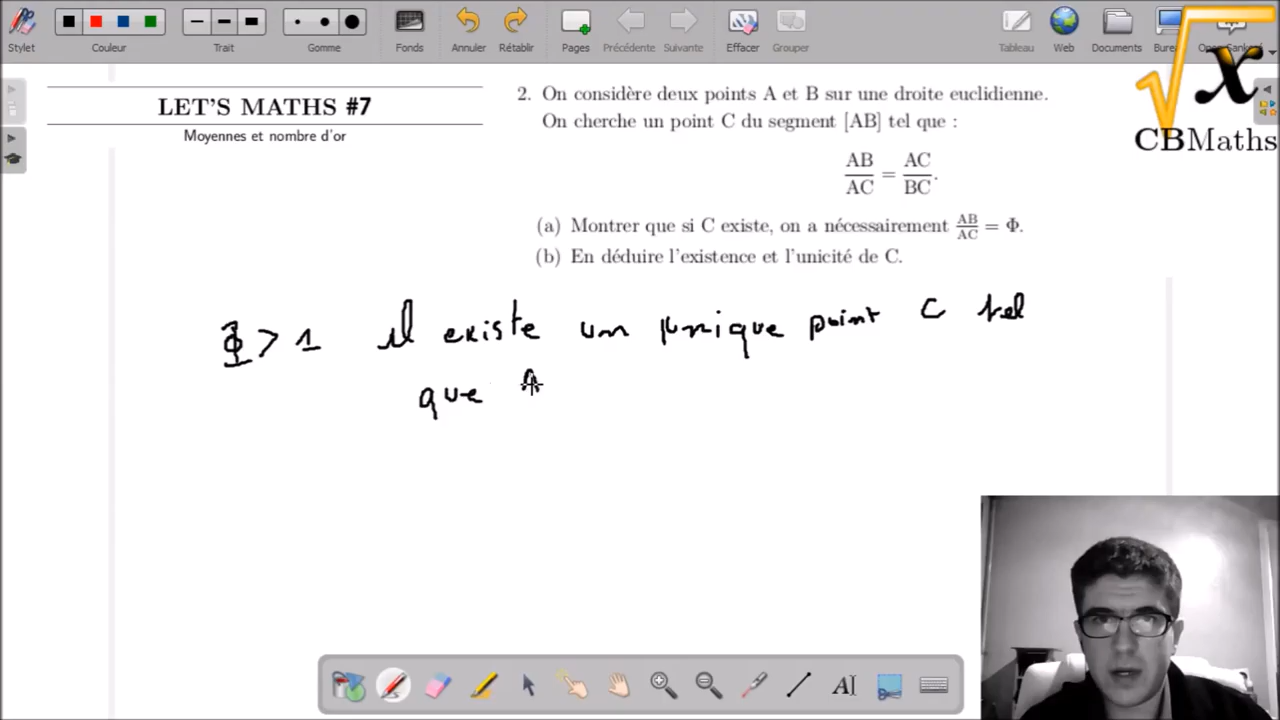 Stylet
Couleur
Trait
Gomme
Fonds
Annuler
Rétablir
Pages
Précédente
Suivante
Effacer
Grouper
Tableau
Web
Documents
LET'S MATHS #7
Moyennes et nombre d'or
2. On considère deux points A et B sur une droite euclidienne.
On cherche un point C du segment [AB] tel que :
AB/AC = AC/BC.
(a) Montrer que si C existe, on a nécessairement AB/AC = Φ.
(b) En déduire l'existence et l'unicité de C.
x
CBMaths
Φ > 1 il existe un unique point C tel
que A